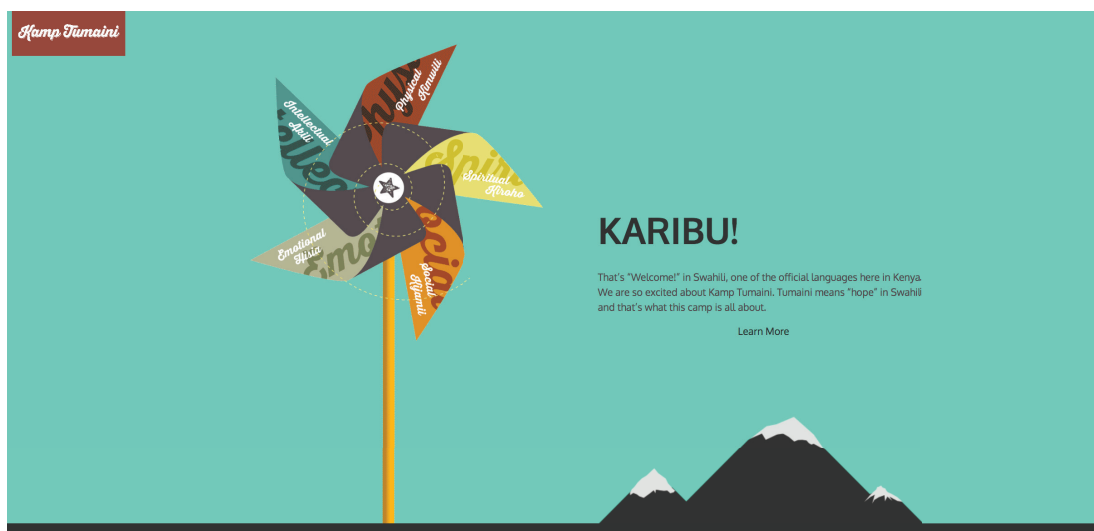 Kamp Tumaini
Physical
Kimwili
Intellectual
Akili
Spiritual
Kiroho
Emotional
Hisia
Social
Kijamii
KARIBU!
That's "Welcome!" in Swahili, one of the official languages here in Kenya.
We are so excited about Kamp Tumaini. Tumaini means "hope" in Swahili
and that's what this camp is all about.
Learn More